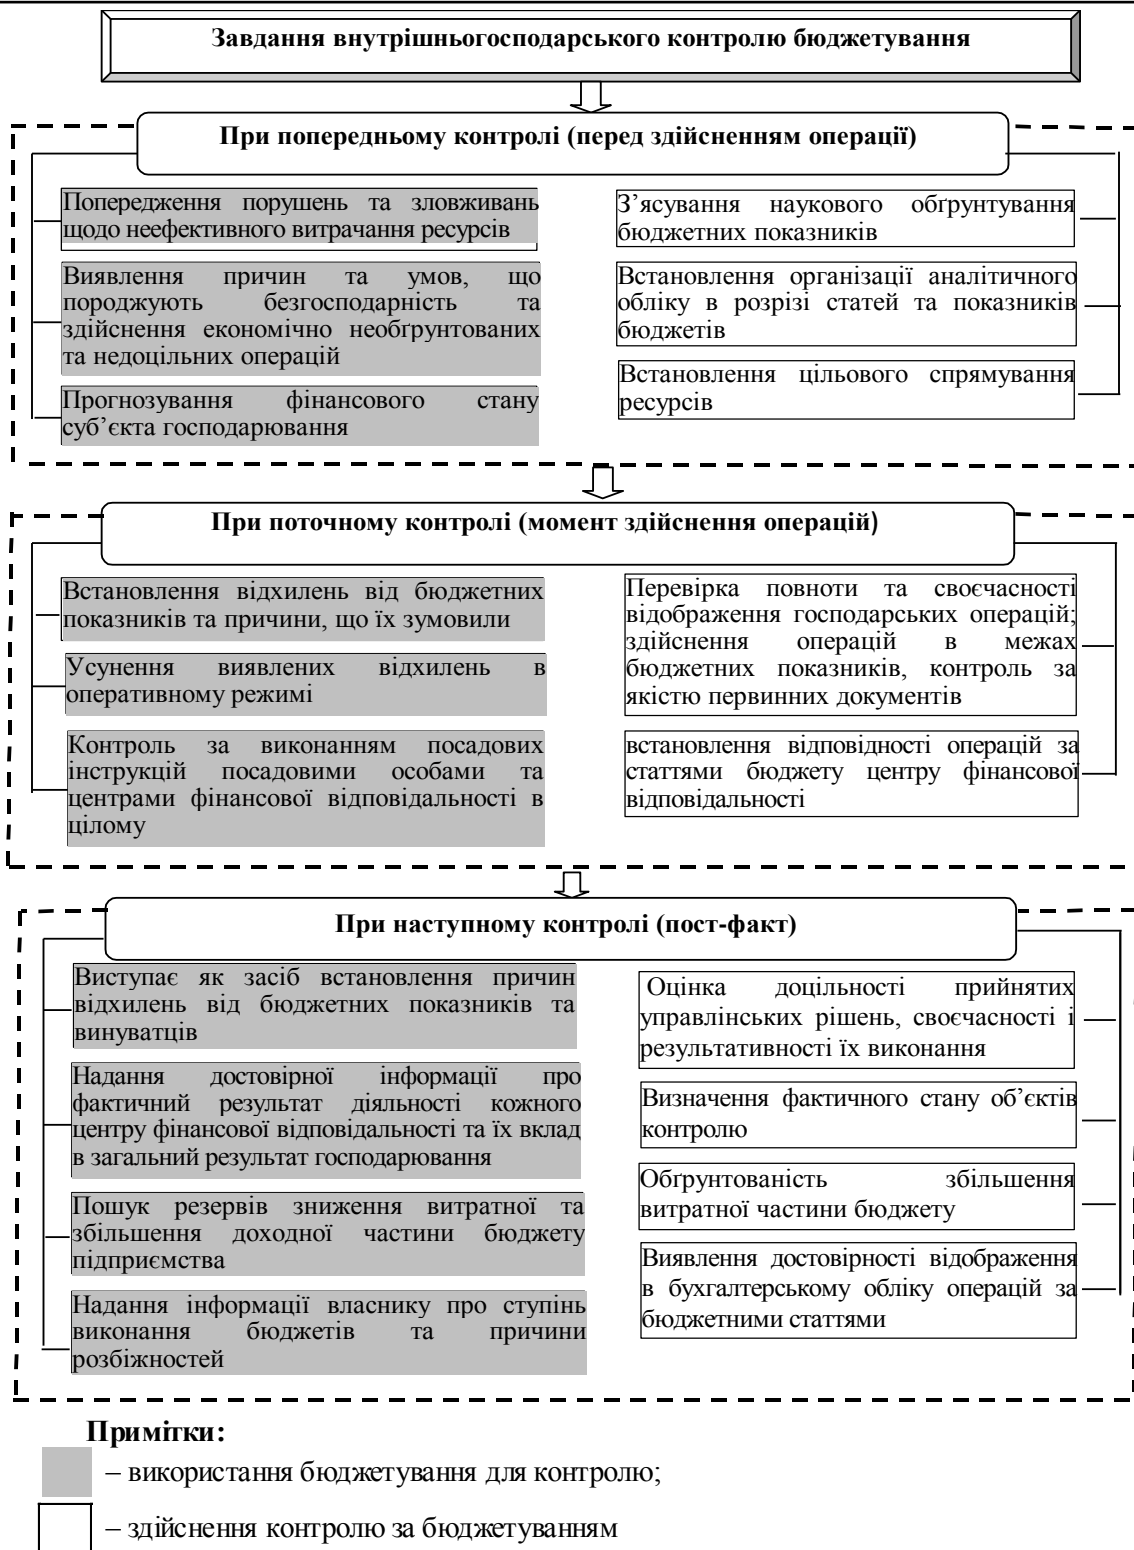 Завдання внутрішньогосподарського контролю бюджетування
При попередньому контролі (перед здійсненням операції)
Попередження порушень та зловживань
щодо неефективного витрачання ресурсів
Виявлення причин та умов, що
породжують безгосподарність та
здійснення економічно необґрунтованих
та недоцільних операцій
Прогнозування фінансового стану
суб’єкта господарювання
З’ясування наукового обґрунтування
бюджетних показників
Встановлення організації аналітичного
обліку в розрізі статей та показників
бюджетів
Встановлення цільового спрямування
ресурсів
При поточному контролі (момент здійснення операцій)
Встановлення відхилень від бюджетних
показників та причини, що їх зумовили
Усунення виявлених відхилень в
оперативному режимі
Контроль за виконанням посадових
інструкцій посадовими особами та
центрами фінансової відповідальності в
цілому
Перевірка повноти та своєчасності
відображення господарських операцій;
здійснення операцій в межах
бюджетних показників, контроль за
якістю первинних документів
встановлення відповідності операцій за
статтями бюджету центру фінансової
відповідальності
При наступному контролі (пост-факт)
Виступає як засіб встановлення причин
відхилень від бюджетних показників та
винуватців
Надання достовірної інформації про
фактичний результат діяльності кожного
центру фінансової відповідальності та їх вклад
в загальний результат господарювання
Пошук резервів зниження витратної та
збільшення доходної частини бюджету
підприємства
Надання інформації власнику про ступінь
виконання бюджетів та причини
розбіжностей
Оцінка доцільності прийнятих
управлінських рішень, своєчасності і
результативності їх виконання
Визначення фактичного стану об’єктів
контролю
Обґрунтованість збільшення
витратної частини бюджету
Виявлення достовірності відображення
в бухгалтерському обліку операцій за
бюджетними статтями
Примітки:
– використання бюджетування для контролю;
– здійснення контролю за бюджетуванням